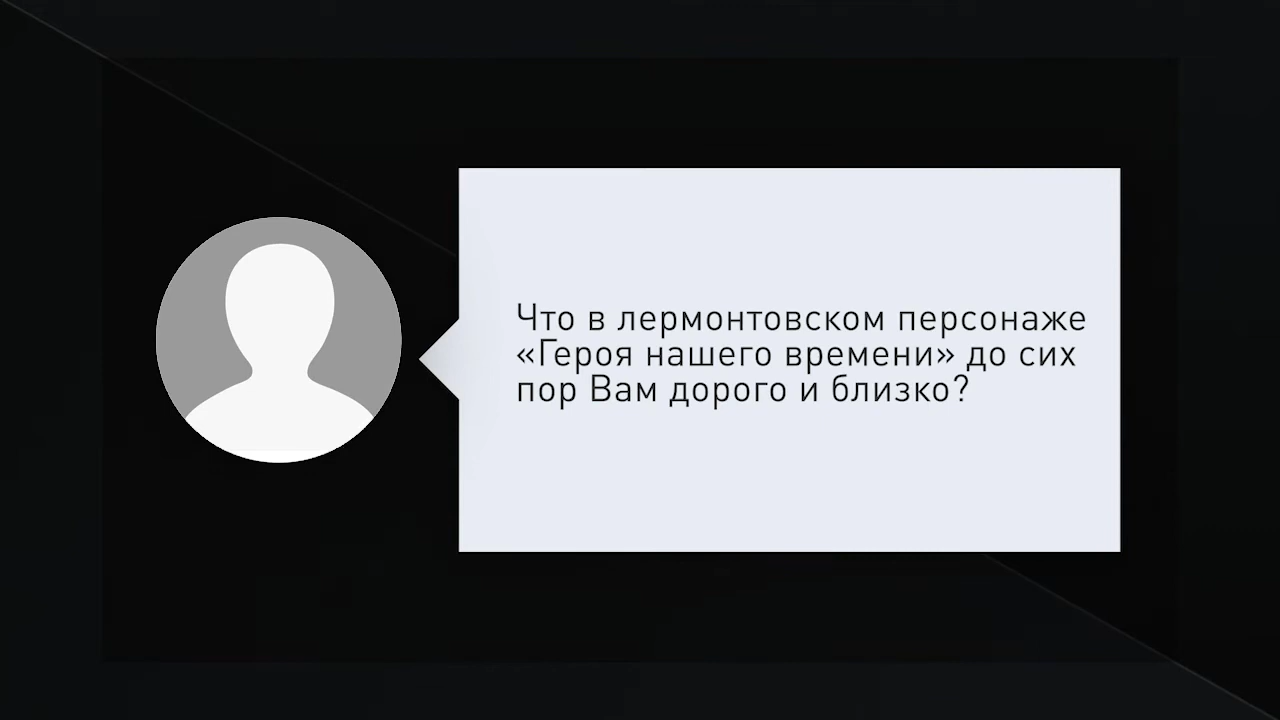 Что в лермонтовском персонаже
«Героя нашего времени» до сих
пор Вам дорого и близко?